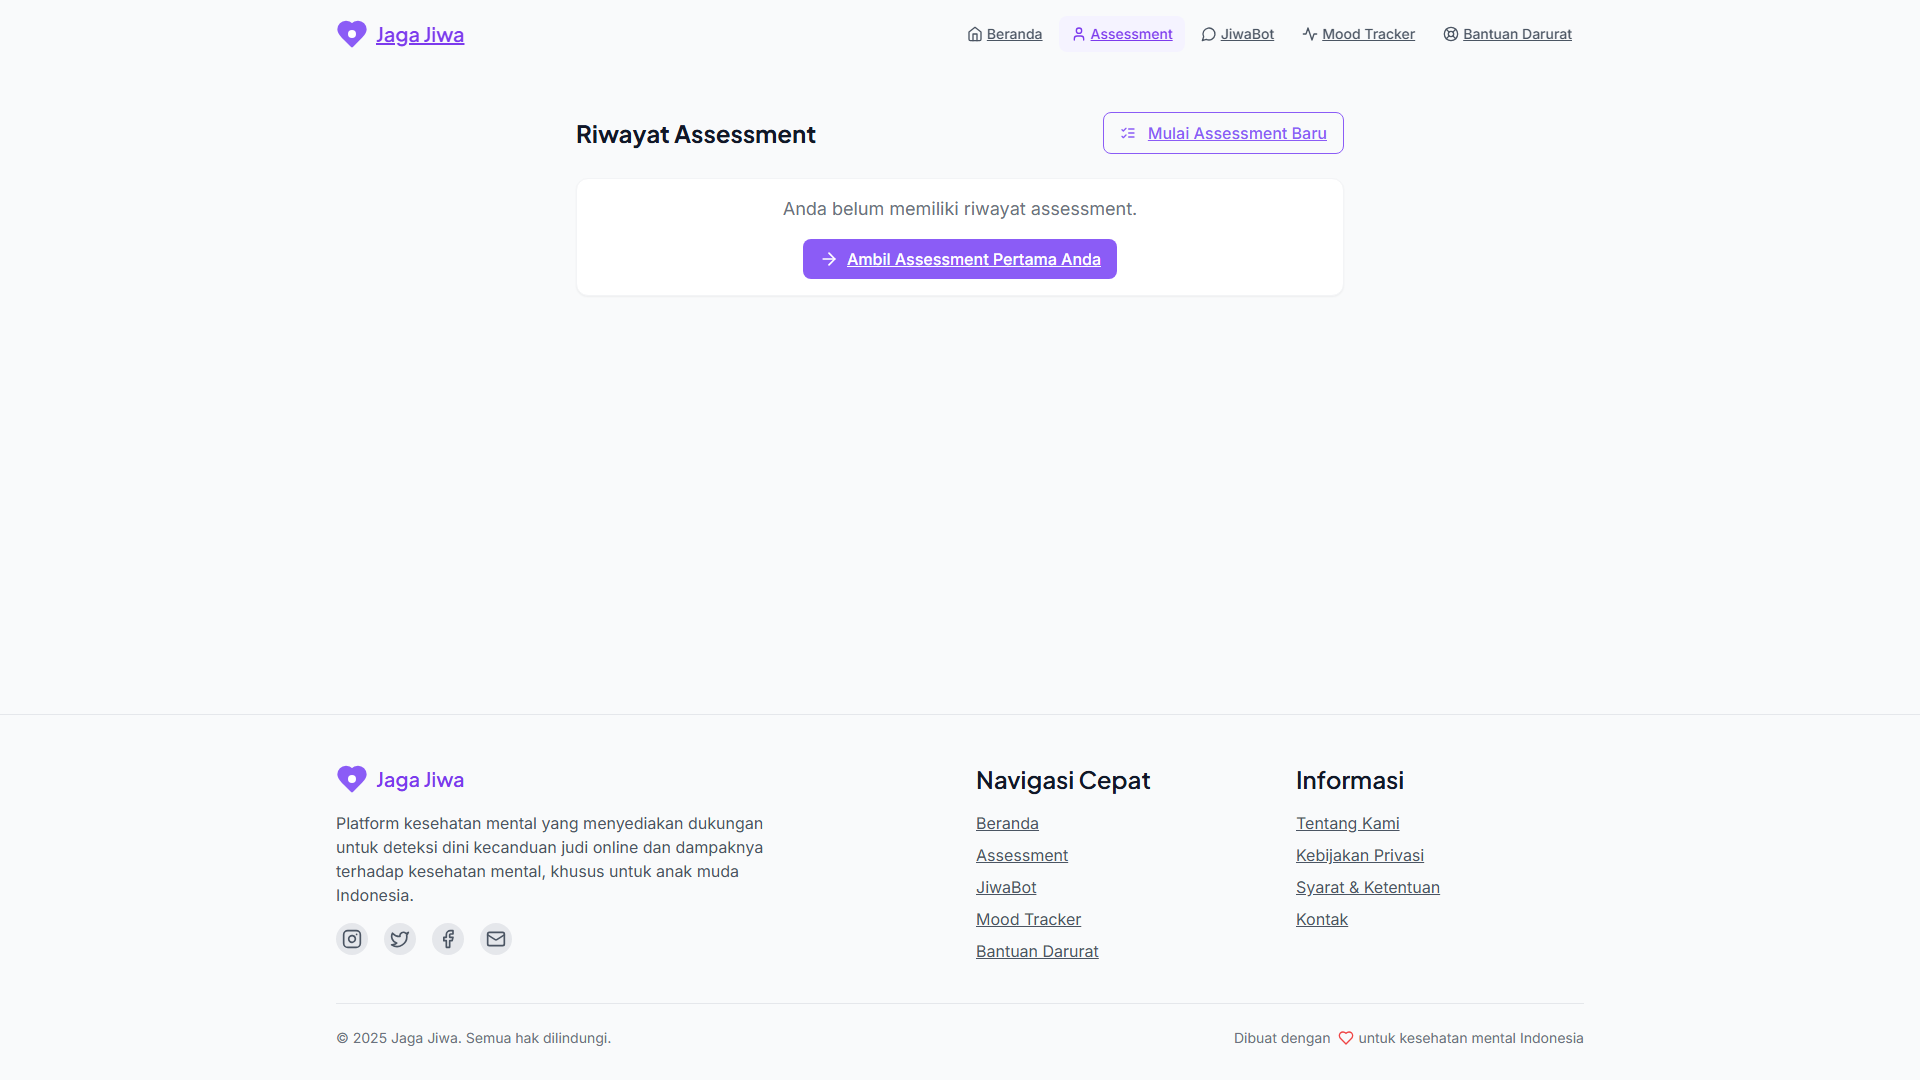 Jaga Jiwa
Beranda
Assessment
JiwaBot
Mood Tracker
Bantuan Darurat
Riwayat Assessment
Mulai Assessment Baru
Anda belum memiliki riwayat assessment.
Ambil Assessment Pertama Anda
Jaga Jiwa
Platform kesehatan mental yang menyediakan dukungan
untuk deteksi dini kecanduan judi online dan dampaknya
terhadap kesehatan mental, khusus untuk anak muda
Indonesia.
Navigasi Cepat
Beranda
Assessment
JiwaBot
Mood Tracker
Bantuan Darurat
Informasi
Tentang Kami
Kebijakan Privasi
Syarat & Ketentuan
Kontak
© 2025 Jaga Jiwa. Semua hak dilindungi.
Dibuat dengan untuk kesehatan mental Indonesia